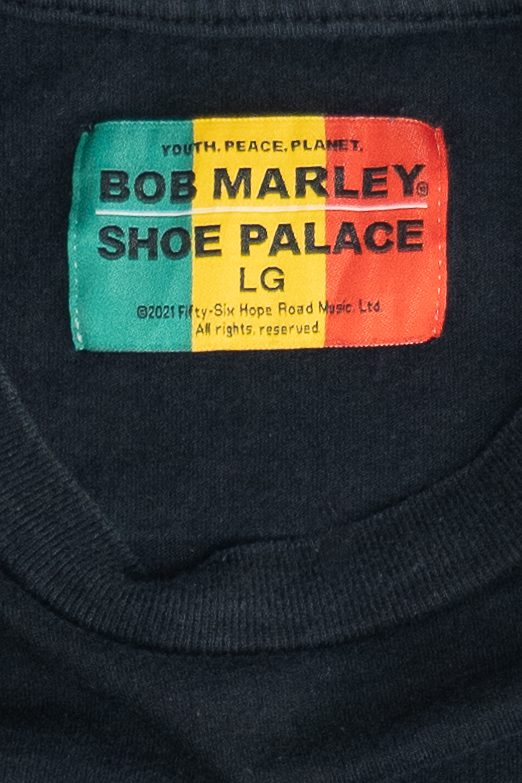 YOUTH. PEACE. PLANET.
BOB MARLEY®
SHOE PALACE
LG
©2021 Fifty-Six Hope Road Music, Ltd.
All rights, reserved